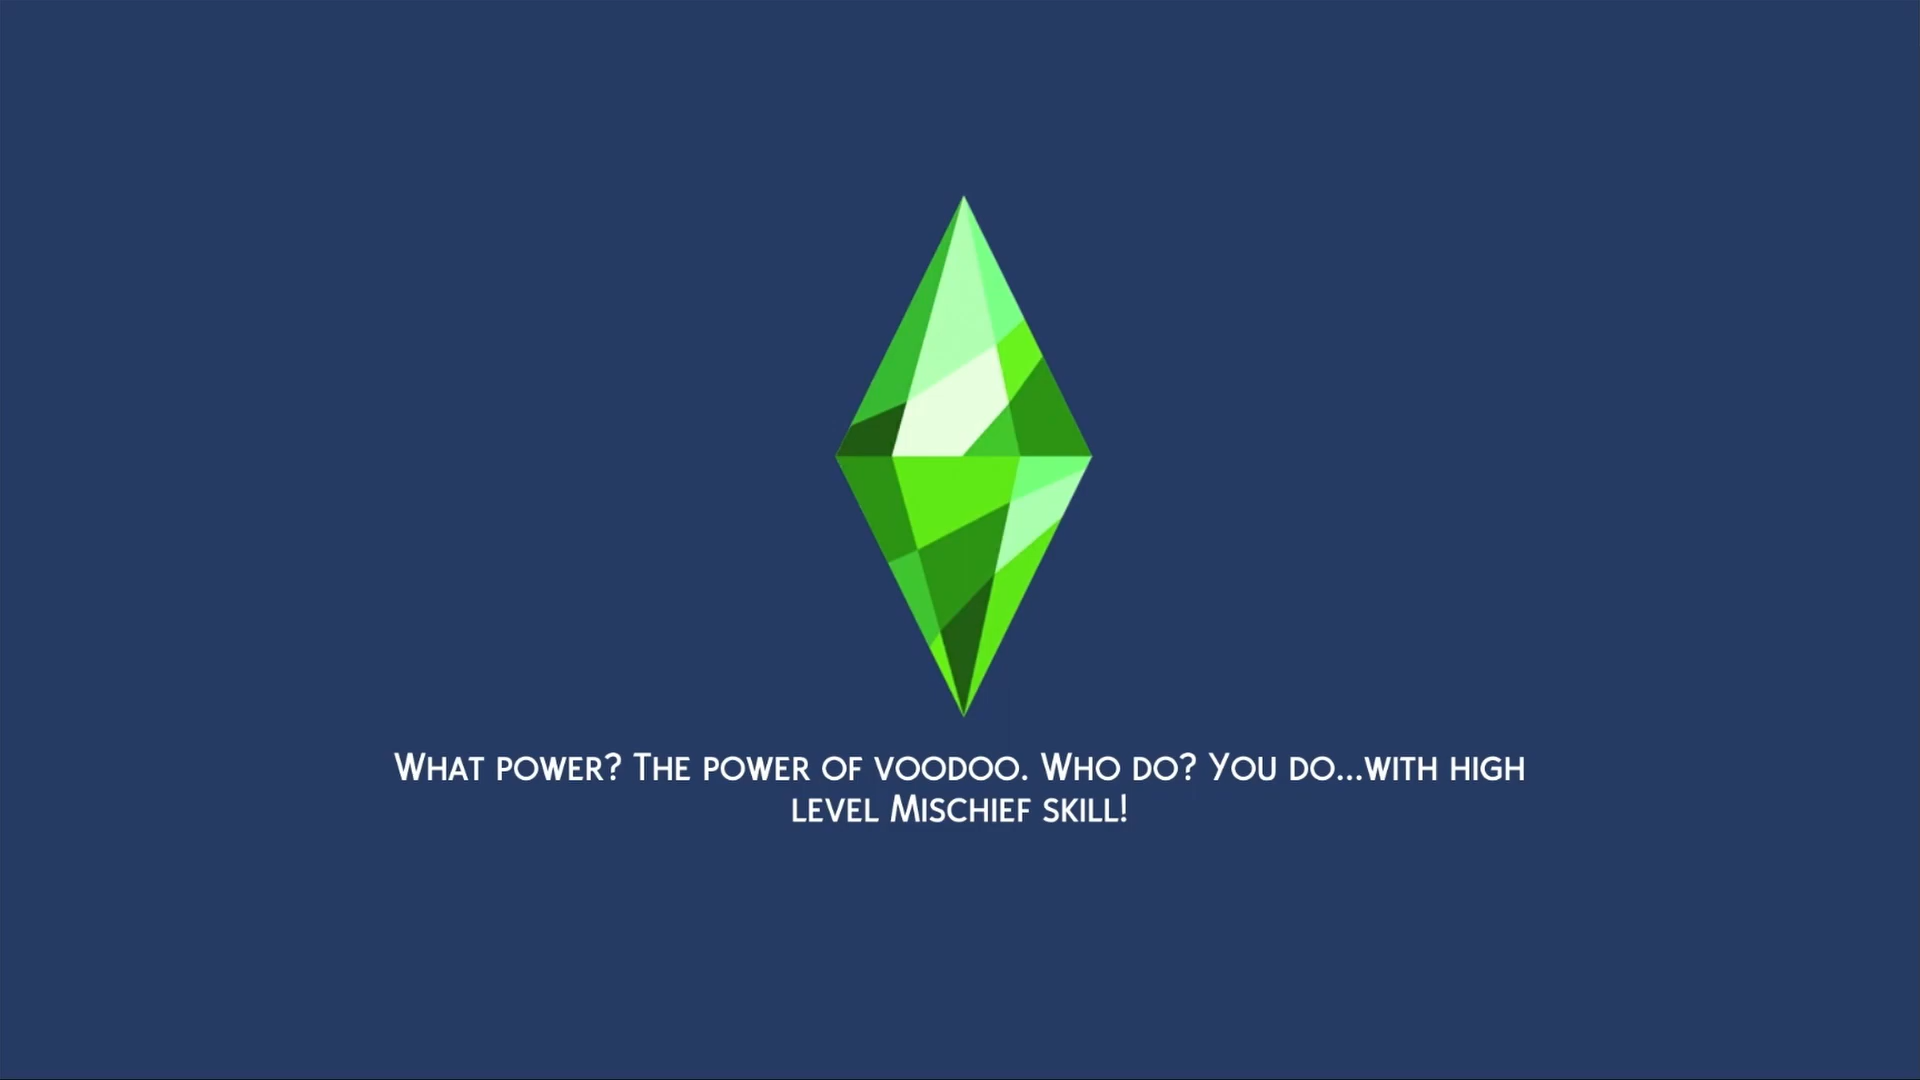 What power? The power of voodoo. Who do? You do...with high
level Mischief skill!